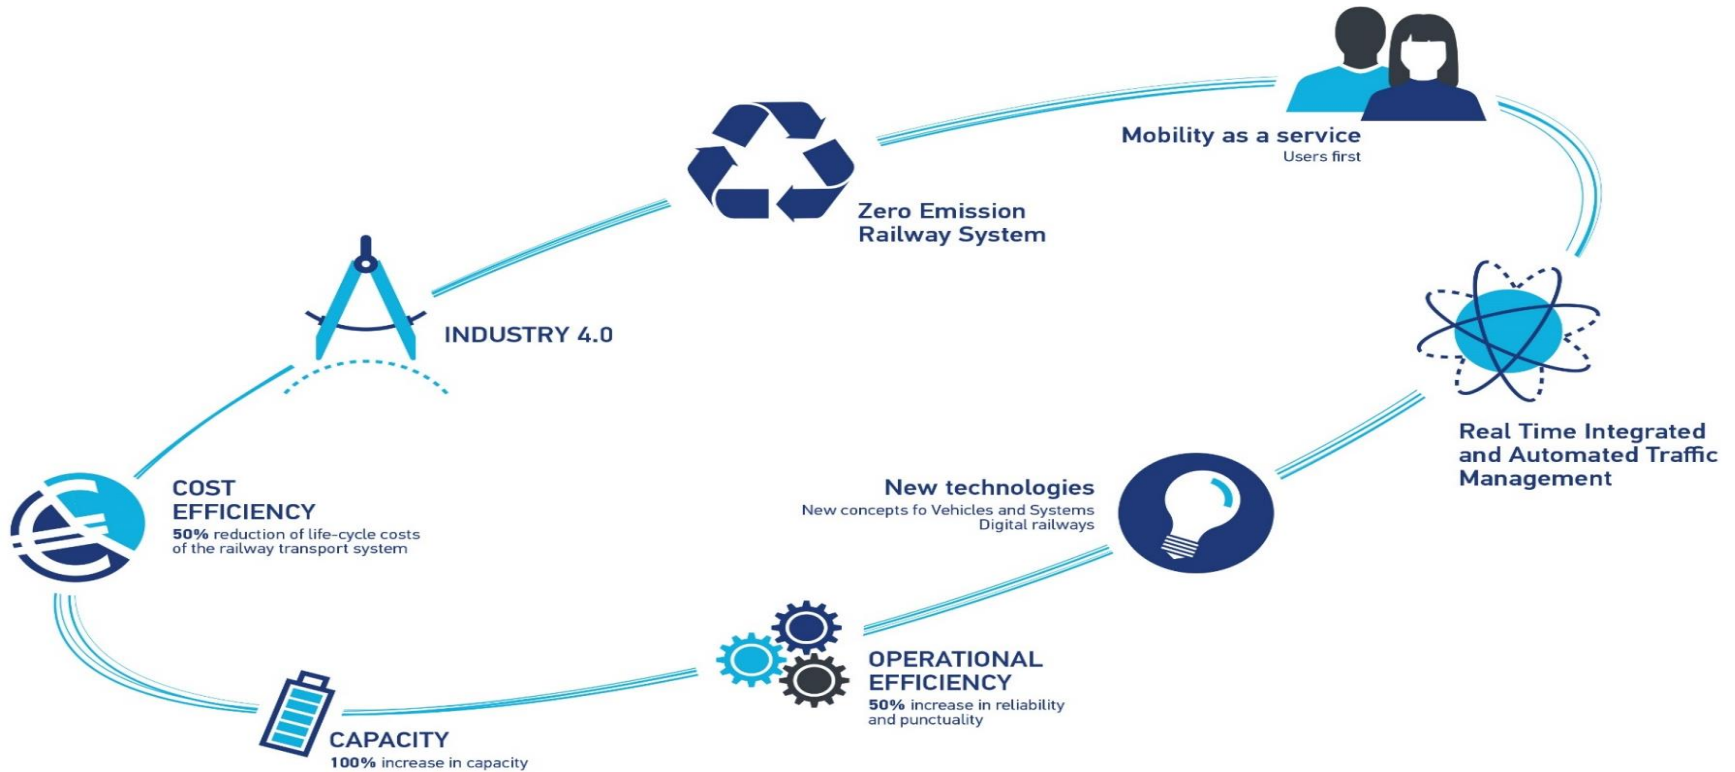 Mobility as a service
Users first
Zero Emission
Railway System
INDUSTRY 4.0
Real Time Integrated
and Automated Traffic
Management
COST
EFFICIENCY
50% reduction of life-cycle costs
of the railway transport system
New technologies
New concepts fo Vehicles and Systems
Digital railways
OPERATIONAL
EFFICIENCY
50% increase in reliability
and punctuality
CAPACITY
100% increase in capacity